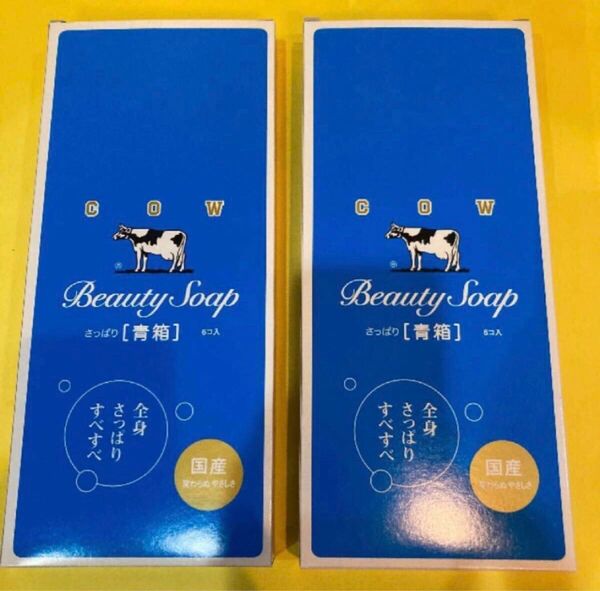 C O W
®
Beauty Soap
さっぱり [青箱] 6コ入
全身
さっぱり
すべすべ
国産
変わらぬ やさしさ
C O W
®
Beauty Soap
さっぱり [青箱] 6コ入
全身
さっぱり
すべすべ
国産
変わらぬ やさしさ